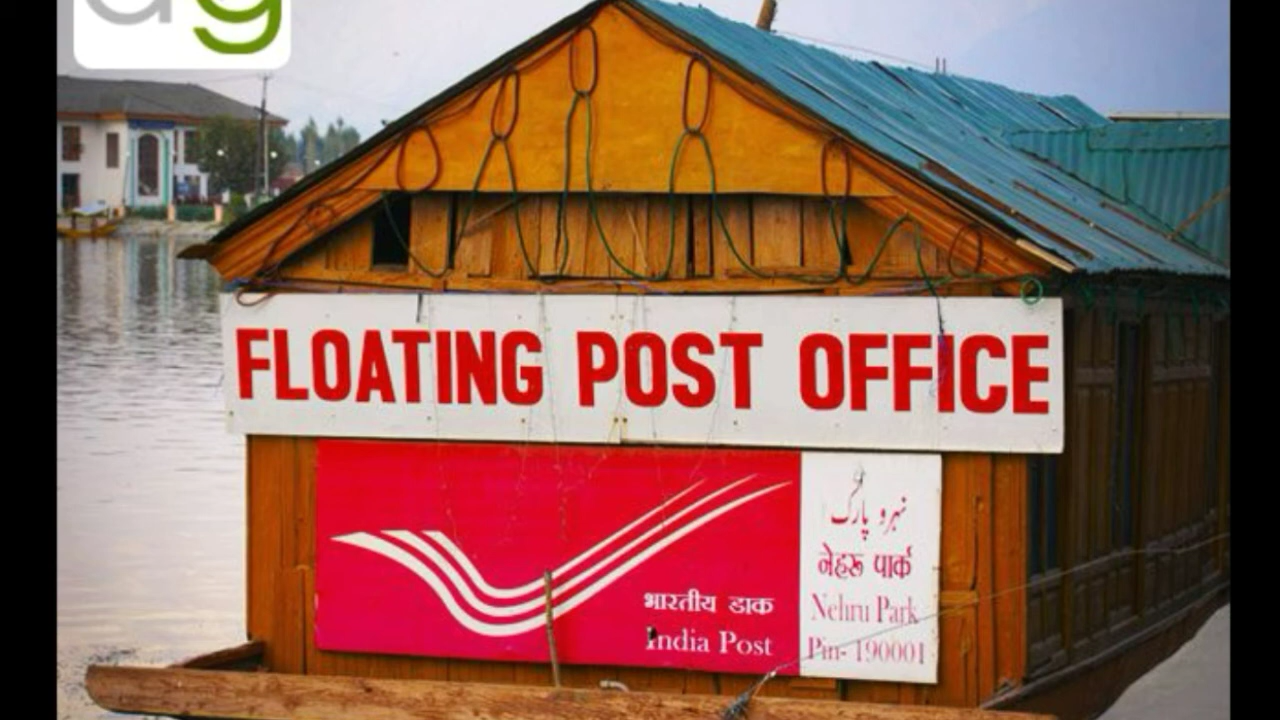 FLOATING POST OFFICE
भारतीय डाक
India Post
نہرو پارک
नेहरू पार्क
Nehru Park
Pin- 190001